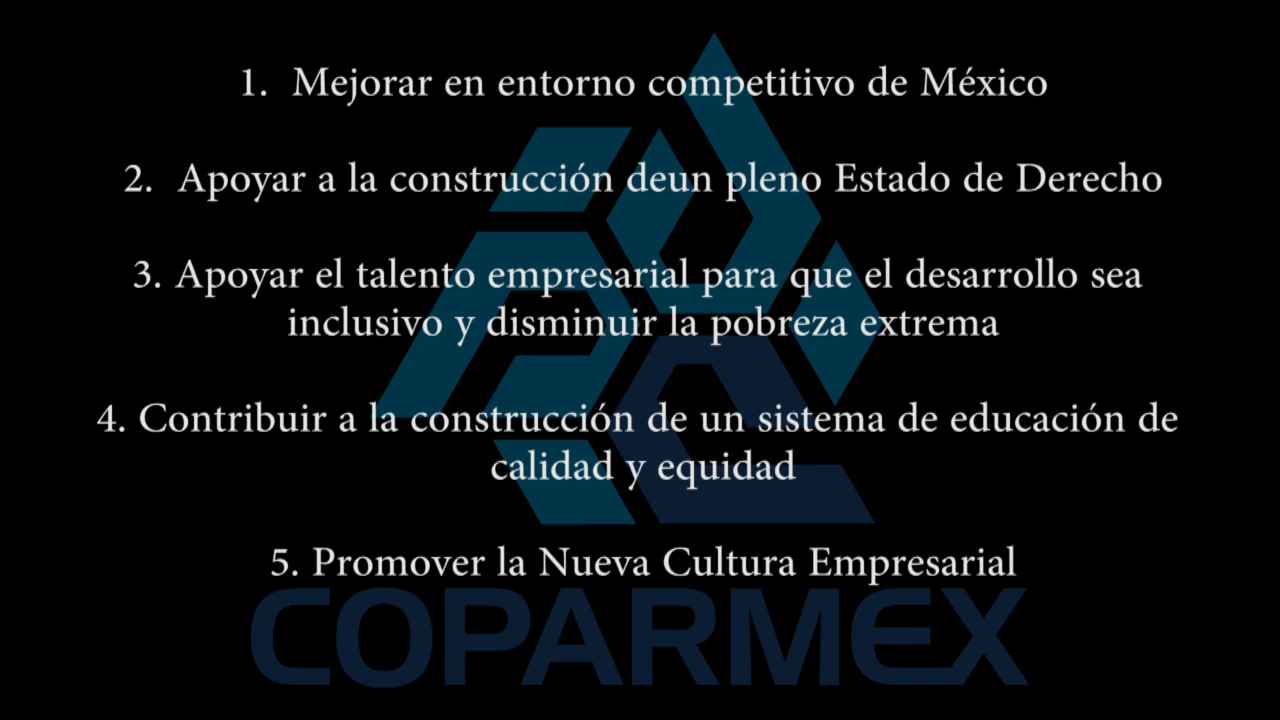 1. Mejorar en entorno competitivo de México
2. Apoyar a la construcción deun pleno Estado de Derecho
3. Apoyar el talento empresarial para que el desarrollo sea
inclusivo y disminuir la pobreza extrema
4. Contribuir a la construcción de un sistema de educación de
calidad y equidad
5. Promover la Nueva Cultura Empresarial
COPARMEX